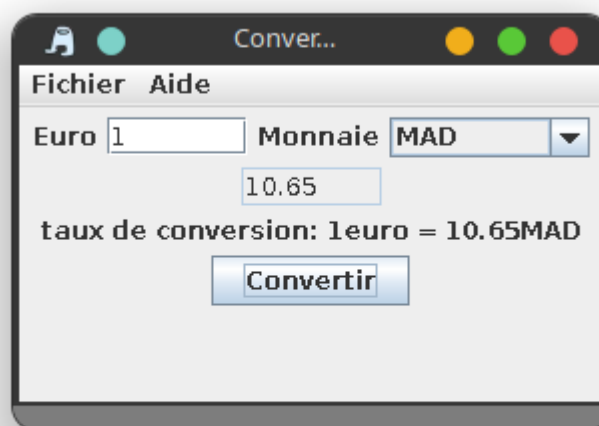 Conver...
Fichier Aide
Euro 1 Monnaie MAD
10.65
taux de conversion: 1euro = 10.65MAD
Convertir